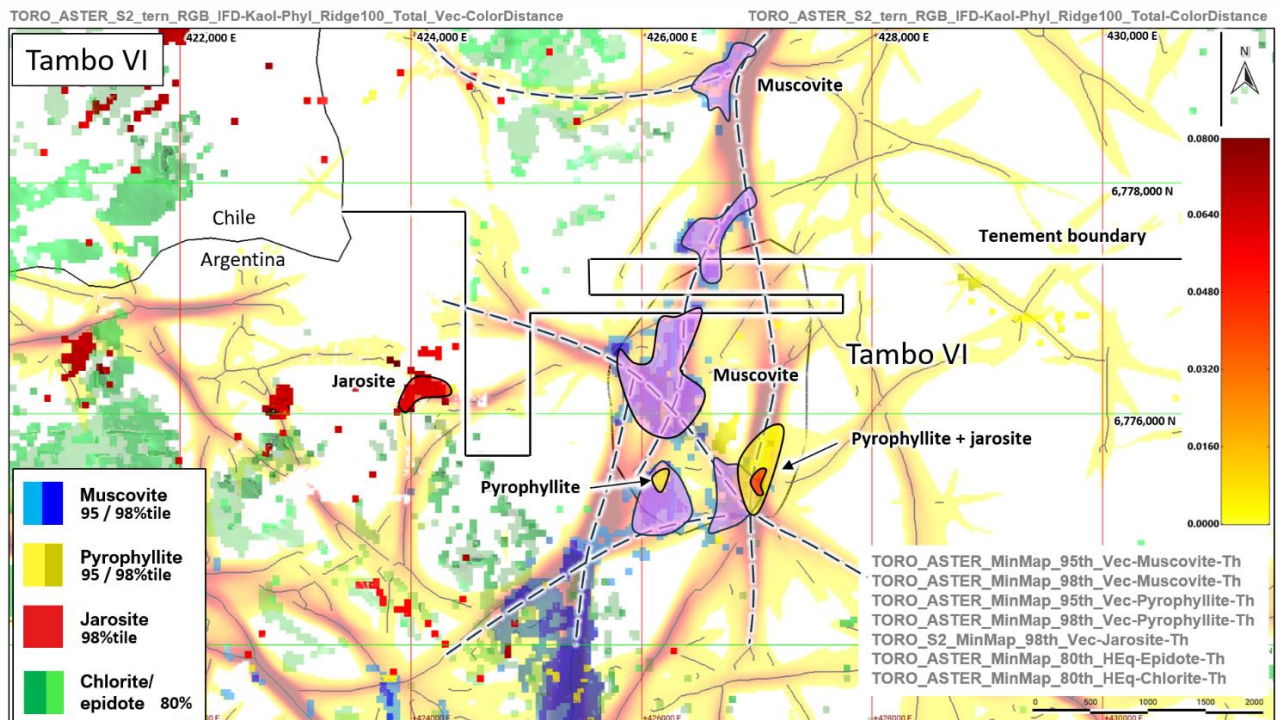 TORO_ASTER_S2_tern_RGB_IFD-Kaol-Phyl_Ridge100_Total_Vec-ColorDistance
TORO_ASTER_S2_tern_RGB_IFD-Kaol-Phyl_Ridge100_Total-ColorDistance
Tambo VI
422,000 E
424,000 E
426,000 E
428,000 E
430,000 E
N
Muscovite
0.0800
6,778,000 N
0.0640
Chile
Tenement boundary
Argentina
0.0480
Tambo VI
0.0320
Jarosite
Muscovite
6,776,000 N
Pyrophyllite + jarosite
0.0160
Pyrophyllite
0.0000
Muscovite
95 / 98%tile
Pyrophyllite
95 / 98%tile
Jarosite
98%tile
Chlorite/
epidote 80%
TORO_ASTER_MinMap_95th_Vec-Muscovite-Th
TORO_ASTER_MinMap_98th_Vec-Muscovite-Th
TORO_ASTER_MinMap_95th_Vec-Pyrophyllite-Th
TORO_ASTER_MinMap_98th_Vec-Pyrophyllite-Th
TORO_S2_MinMap_98th_Vec-Jarosite-Th
TORO_ASTER_MinMap_80th_HEq-Epidote-Th
TORO_ASTER_MinMap_80th_HEq-Chlorite-Th
0 500 1000 1500 2000
+424000 E
+426000 E
+428000 E
+430000 E